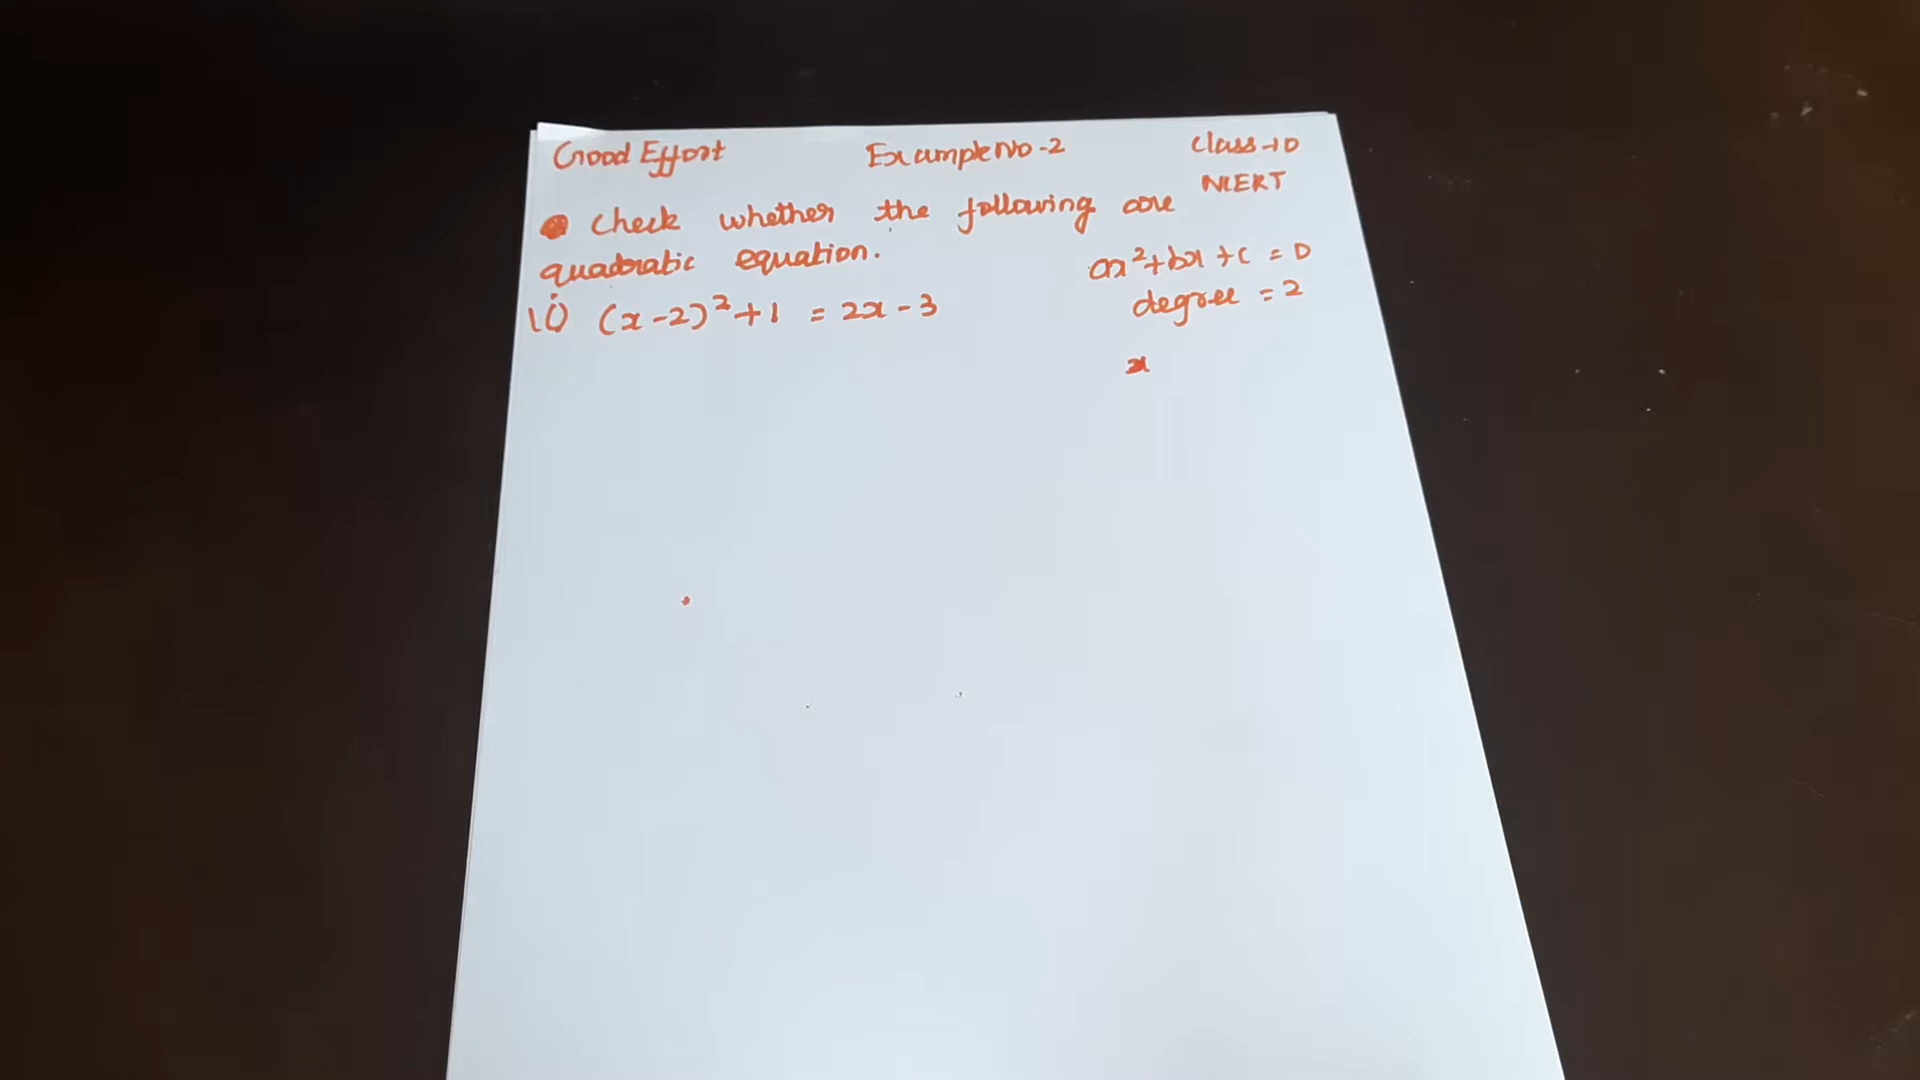 Good Effort Example No -2 Class-10
NCERT
Check whether the following are
quadratic equation.
ax²+bx+c = 0
degree = 2
1(i) (x-2)²+1 = 2x-3
x